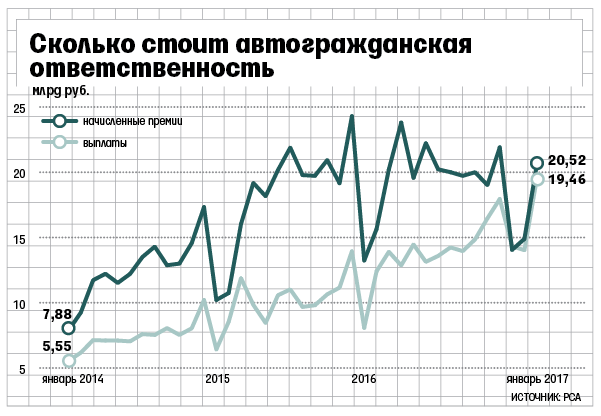 Сколько стоит автогражданская
ответственность
млрд руб.
25
начисленные премии
выплаты
20
20,52
19,46
15
10
7,88
5,55
5
январь 2014
2015
2016
январь 2017
ИСТОЧНИК: РСА